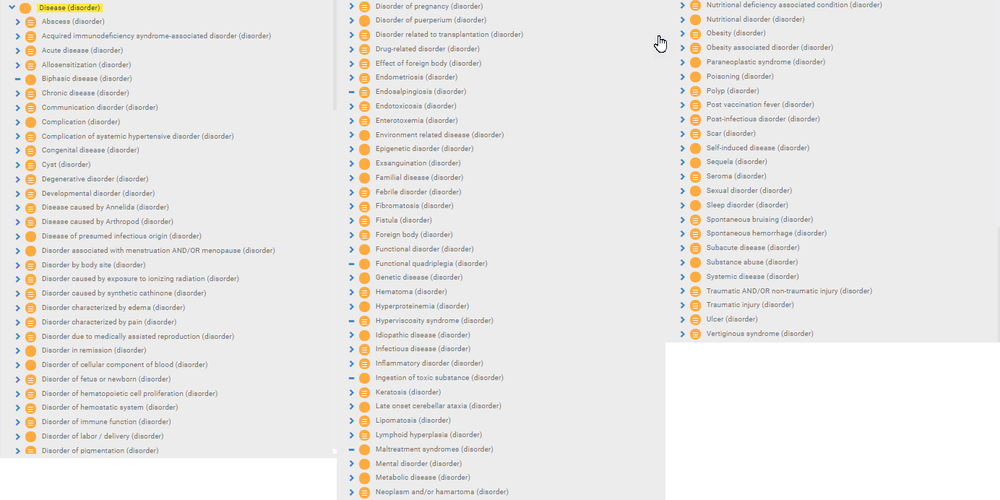 Disease (disorder)
Abscess (disorder)
Acquired immunodeficiency syndrome-associated disorder (disorder)
Acute disease (disorder)
Allosensitization (disorder)
Biphasic disease (disorder)
Chronic disease (disorder)
Communication disorder (disorder)
Complication (disorder)
Complication of systemic hypertensive disorder (disorder)
Congenital disease (disorder)
Cyst (disorder)
Degenerative disorder (disorder)
Developmental disorder (disorder)
Disease caused by Annelida (disorder)
Disease caused by Arthropod (disorder)
Disease of presumed infectious origin (disorder)
Disorder associated with menstruation AND/OR menopause (disorder)
Disorder by body site (disorder)
Disorder caused by exposure to ionizing radiation (disorder)
Disorder caused by synthetic cathinone (disorder)
Disorder characterized by edema (disorder)
Disorder characterized by pain (disorder)
Disorder due to medically assisted reproduction (disorder)
Disorder in remission (disorder)
Disorder of cellular component of blood (disorder)
Disorder of fetus or newborn (disorder)
Disorder of hematopoietic cell proliferation (disorder)
Disorder of hemostatic system (disorder)
Disorder of immune function (disorder)
Disorder of labor / delivery (disorder)
Disorder of pigmentation (disorder)
Disorder of pregnancy (disorder)
Disorder of puerperium (disorder)
Disorder related to transplantation (disorder)
Drug-related disorder (disorder)
Effect of foreign body (disorder)
Endometriosis (disorder)
Endosalpingiosis (disorder)
Endotoxicosis (disorder)
Enterotoxemia (disorder)
Environment related disease (disorder)
Epigenetic disorder (disorder)
Exsanguination (disorder)
Familial disease (disorder)
Febrile disorder (disorder)
Fibromatosis (disorder)
Fistula (disorder)
Foreign body (disorder)
Functional disorder (disorder)
Functional quadriplegia (disorder)
Genetic disease (disorder)
Hematoma (disorder)
Hyperproteinemia (disorder)
Hyperviscosity syndrome (disorder)
Idiopathic disease (disorder)
Infectious disease (disorder)
Inflammatory disorder (disorder)
Ingestion of toxic substance (disorder)
Keratosis (disorder)
Late onset cerebellar ataxia (disorder)
Lipomatosis (disorder)
Lymphoid hyperplasia (disorder)
Maltreatment syndromes (disorder)
Mental disorder (disorder)
Metabolic disease (disorder)
Neoplasm and/or hamartoma (disorder)
Nutritional deficiency associated condition (disorder)
Nutritional disorder (disorder)
Obesity (disorder)
Obesity associated disorder (disorder)
Paraneoplastic syndrome (disorder)
Poisoning (disorder)
Polyp (disorder)
Post vaccination fever (disorder)
Post-infectious disorder (disorder)
Scar (disorder)
Self-induced disease (disorder)
Sequela (disorder)
Seroma (disorder)
Sexual disorder (disorder)
Sleep disorder (disorder)
Spontaneous bruising (disorder)
Spontaneous hemorrhage (disorder)
Subacute disease (disorder)
Substance abuse (disorder)
Systemic disease (disorder)
Traumatic AND/OR non-traumatic injury (disorder)
Traumatic injury (disorder)
Ulcer (disorder)
Vertiginous syndrome (disorder)